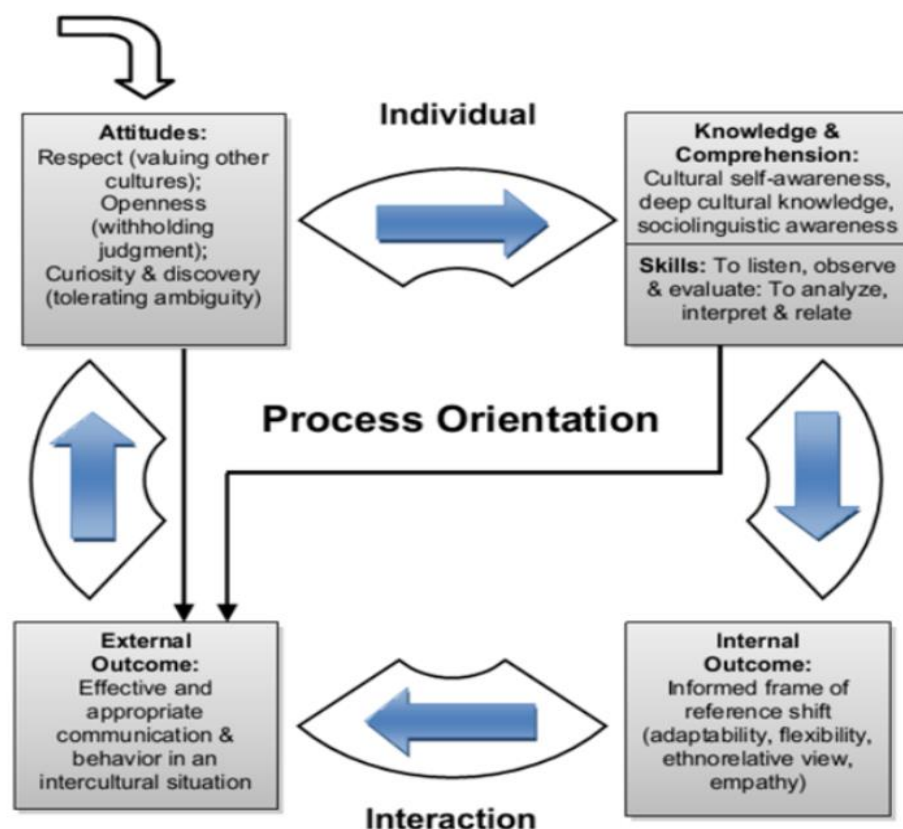 Individual
Attitudes:
Respect (valuing other
cultures);
Openness
(withholding
judgment);
Curiosity & discovery
(tolerating ambiguity)
Knowledge &
Comprehension:
Cultural self-awareness,
deep cultural knowledge,
sociolinguistic awareness
Skills: To listen, observe
& evaluate: To analyze,
interpret & relate
Process Orientation
External
Outcome:
Effective and
appropriate
communication &
behavior in an
intercultural situation
Internal
Outcome:
Informed frame of
reference shift
(adaptability, flexibility,
ethnorelative view,
empathy)
Interaction